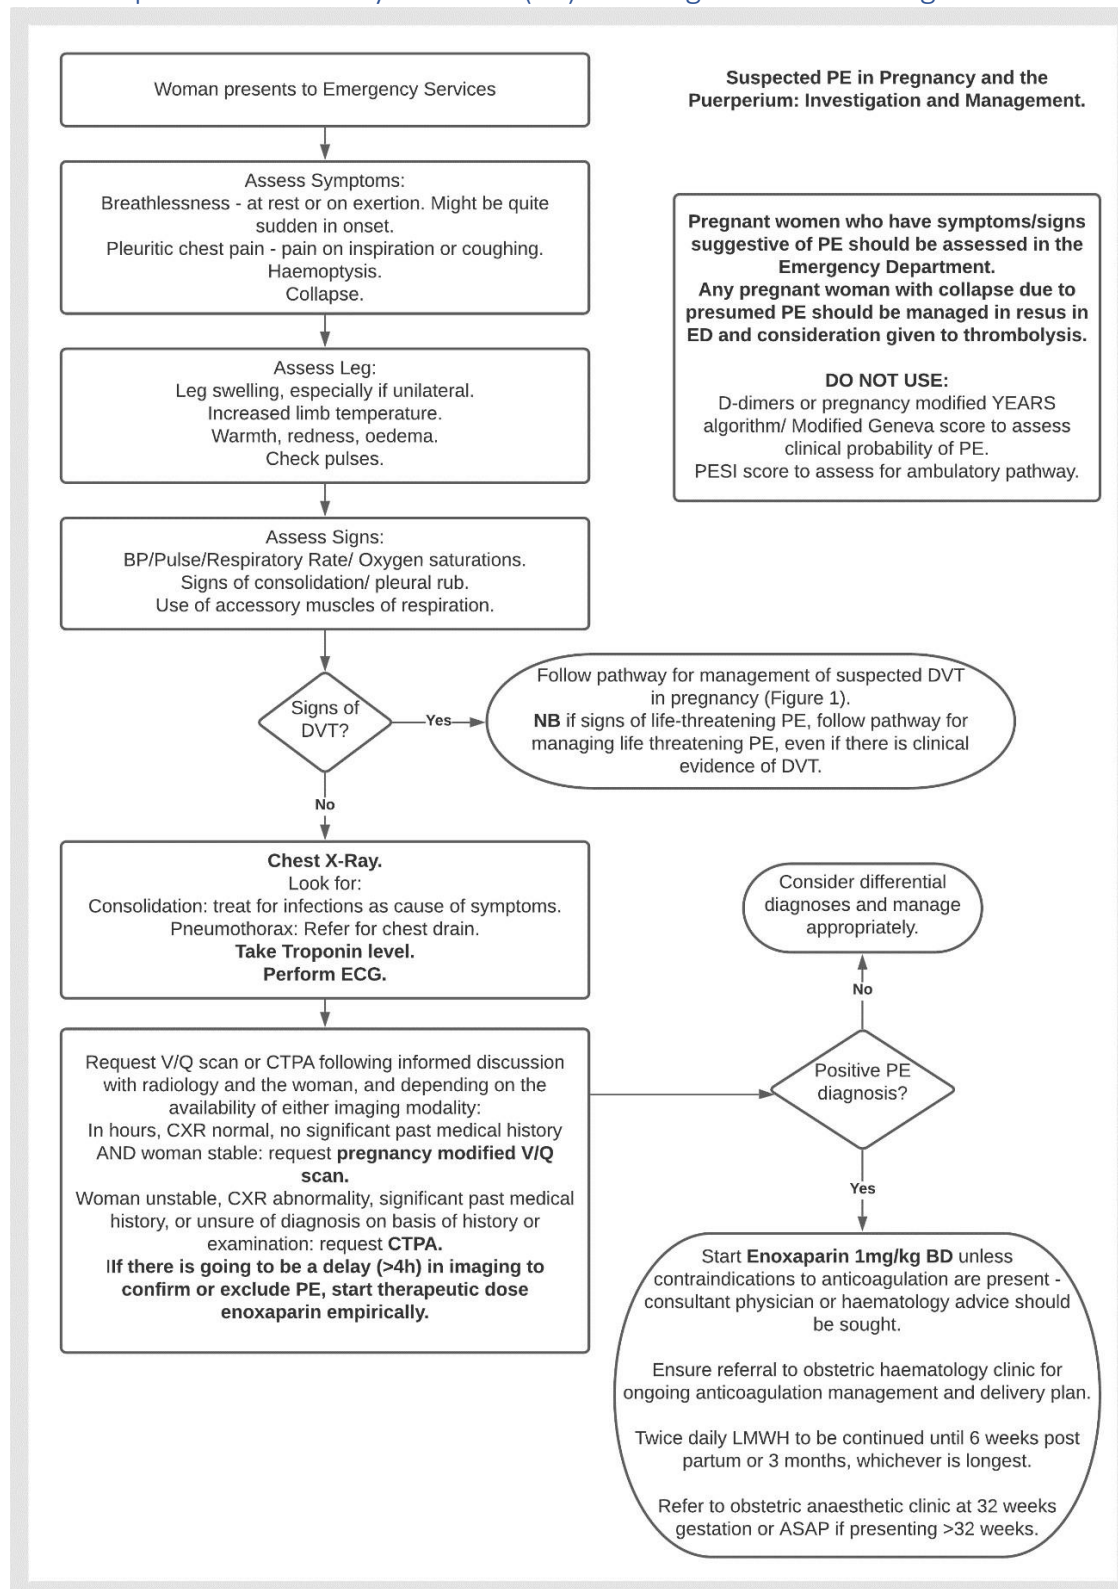 Woman presents to Emergency Services
Suspected PE in Pregnancy and the
Puerperium: Investigation and Management.
Assess Symptoms:
Breathlessness - at rest or on exertion. Might be quite
sudden in onset.
Pleuritic chest pain - pain on inspiration or coughing.
Haemoptysis.
Collapse.
Pregnant women who have symptoms/signs
suggestive of PE should be assessed in the
Emergency Department.
Any pregnant woman with collapse due to
presumed PE should be managed in resus in
ED and consideration given to thrombolysis.
DO NOT USE:
D-dimers or pregnancy modified YEARS
algorithm/ Modified Geneva score to assess
clinical probability of PE.
PESI score to assess for ambulatory pathway.
Assess Leg:
Leg swelling, especially if unilateral.
Increased limb temperature.
Warmth, redness, oedema.
Check pulses.
Assess Signs:
BP/Pulse/Respiratory Rate/ Oxygen saturations.
Signs of consolidation/ pleural rub.
Use of accessory muscles of respiration.
Signs of
DVT?
Yes
Follow pathway for management of suspected DVT
in pregnancy (Figure 1).
NB if signs of life-threatening PE, follow pathway for
managing life threatening PE, even if there is clinical
evidence of DVT.
No
Chest X-Ray.
Look for:
Consolidation: treat for infections as cause of symptoms.
Pneumothorax: Refer for chest drain.
Take Troponin level.
Perform ECG.
Request V/Q scan or CTPA following informed discussion
with radiology and the woman, and depending on the
availability of either imaging modality:
In hours, CXR normal, no significant past medical history
AND woman stable: request pregnancy modified V/Q
scan.
Woman unstable, CXR abnormality, significant past medical
history, or unsure of diagnosis on basis of history or
examination: request CTPA.
IIf there is going to be a delay (>4h) in imaging to
confirm or exclude PE, start therapeutic dose
enoxaparin empirically.
Consider differential
diagnoses and manage
appropriately.
No
Positive PE
diagnosis?
Yes
Start Enoxaparin 1mg/kg BD unless
contraindications to anticoagulation are present -
consultant physician or haematology advice should
be sought.
Ensure referral to obstetric haematology clinic for
ongoing anticoagulation management and delivery plan.
Twice daily LMWH to be continued until 6 weeks post
partum or 3 months, whichever is longest.
Refer to obstetric anaesthetic clinic at 32 weeks
gestation or ASAP if presenting >32 weeks.